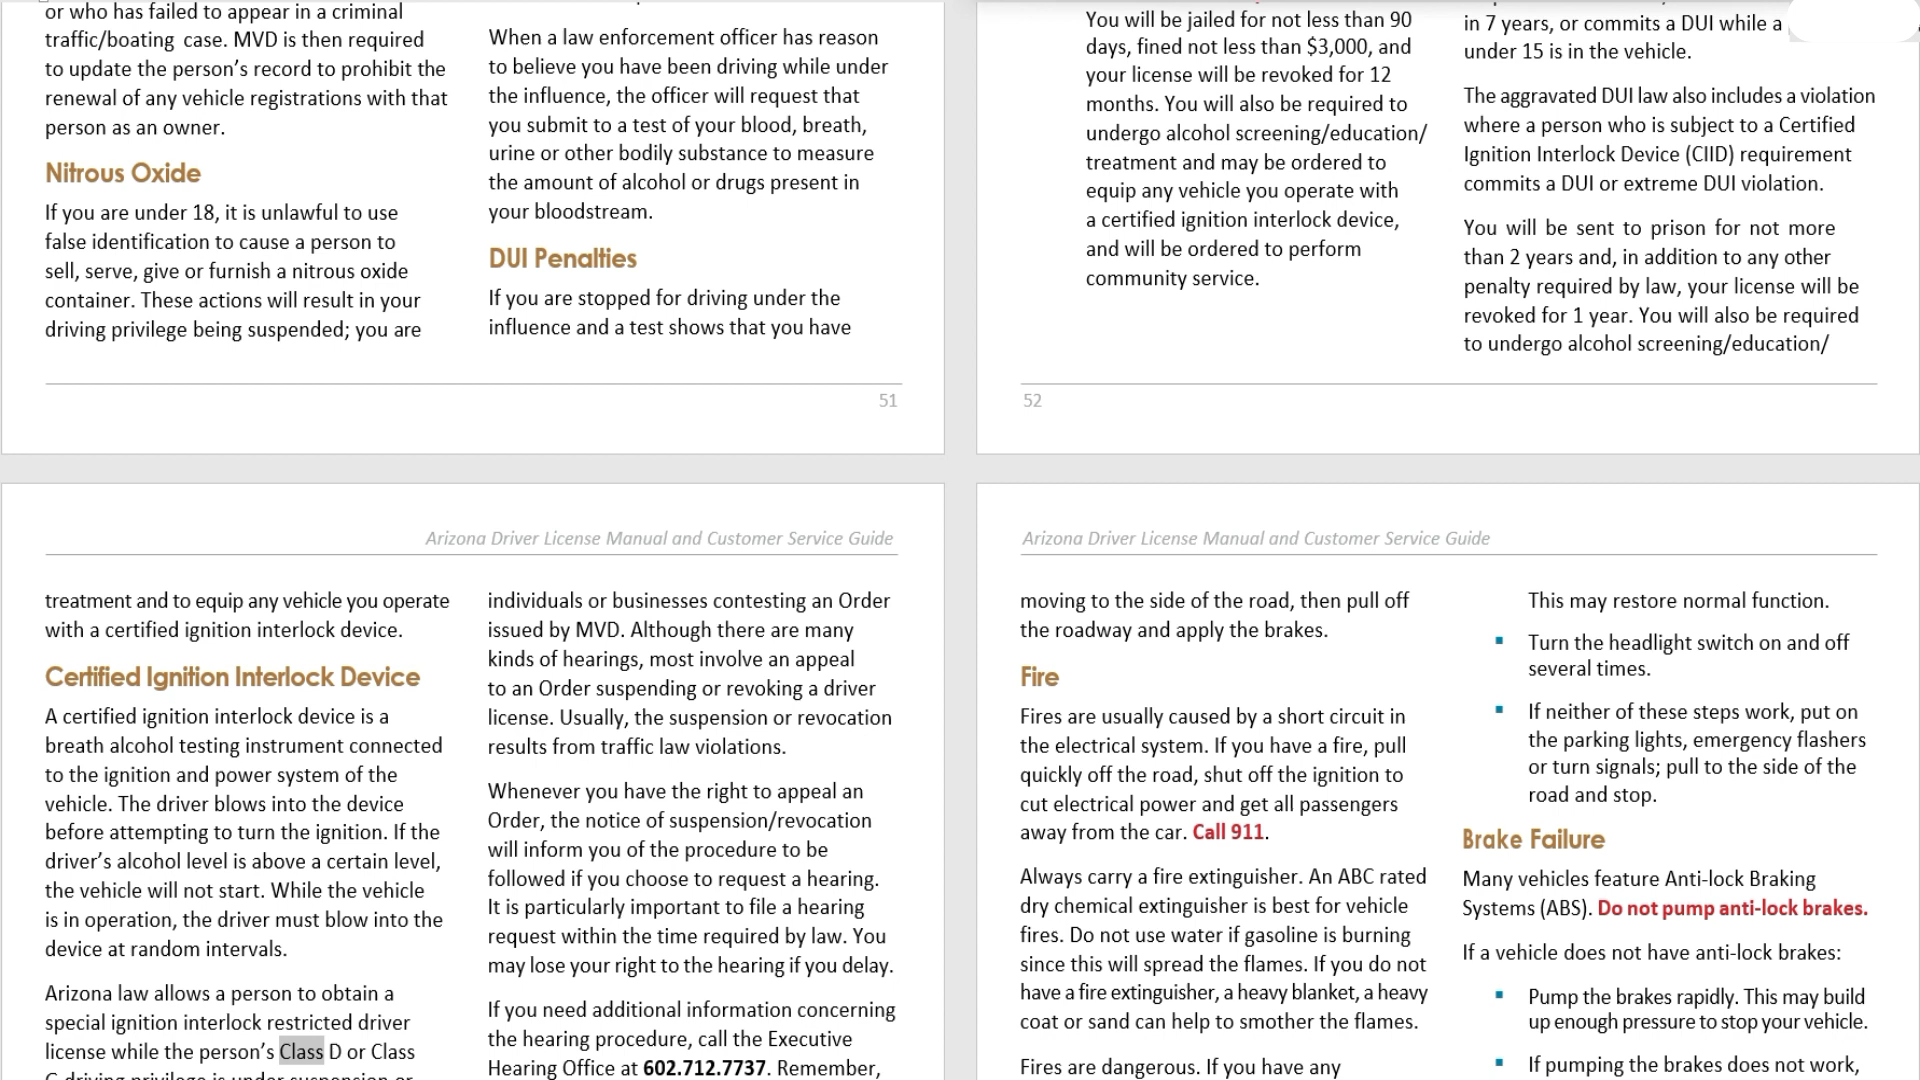 or who has failed to appear in a criminal
traffic/boating case. MVD is then required
to update the person's record to prohibit the
renewal of any vehicle registrations with that
person as an owner.
Nitrous Oxide
If you are under 18, it is unlawful to use
false identification to cause a person to
sell, serve, give or furnish a nitrous oxide
container. These actions will result in your
driving privilege being suspended; you are
When a law enforcement officer has reason
to believe you have been driving while under
the influence, the officer will request that
you submit to a test of your blood, breath,
urine or other bodily substance to measure
the amount of alcohol or drugs present in
your bloodstream.
DUI Penalties
If you are stopped for driving under the
influence and a test shows that you have
51
You will be jailed for not less than 90
days, fined not less than $3,000, and
your license will be revoked for 12
months. You will also be required to
undergo alcohol screening/education/
treatment and may be ordered to
equip any vehicle you operate with
a certified ignition interlock device,
and will be ordered to perform
community service.
in 7 years, or commits a DUI while a
under 15 is in the vehicle.
The aggravated DUI law also includes a violation
where a person who is subject to a Certified
Ignition Interlock Device (CIID) requirement
commits a DUI or extreme DUI violation.
You will be sent to prison for not more
than 2 years and, in addition to any other
penalty required by law, your license will be
revoked for 1 year. You will also be required
to undergo alcohol screening/education/
52
Arizona Driver License Manual and Customer Service Guide
treatment and to equip any vehicle you operate
with a certified ignition interlock device.
Certified Ignition Interlock Device
A certified ignition interlock device is a
breath alcohol testing instrument connected
to the ignition and power system of the
vehicle. The driver blows into the device
before attempting to turn the ignition. If the
driver's alcohol level is above a certain level,
the vehicle will not start. While the vehicle
is in operation, the driver must blow into the
device at random intervals.
Arizona law allows a person to obtain a
special ignition interlock restricted driver
license while the person's Class D or Class
G driving privilege is under suspension or
individuals or businesses contesting an Order
issued by MVD. Although there are many
kinds of hearings, most involve an appeal
to an Order suspending or revoking a driver
license. Usually, the suspension or revocation
results from traffic law violations.
Whenever you have the right to appeal an
Order, the notice of suspension/revocation
will inform you of the procedure to be
followed if you choose to request a hearing.
It is particularly important to file a hearing
request within the time required by law. You
may lose your right to the hearing if you delay.
If you need additional information concerning
the hearing procedure, call the Executive
Hearing Office at 602.712.7737. Remember,
Arizona Driver License Manual and Customer Service Guide
moving to the side of the road, then pull off
the roadway and apply the brakes.
Fire
Fires are usually caused by a short circuit in
the electrical system. If you have a fire, pull
quickly off the road, shut off the ignition to
cut electrical power and get all passengers
away from the car. Call 911.
Always carry a fire extinguisher. An ABC rated
dry chemical extinguisher is best for vehicle
fires. Do not use water if gasoline is burning
since this will spread the flames. If you do not
have a fire extinguisher, a heavy blanket, a heavy
coat or sand can help to smother the flames.
Fires are dangerous. If you have any
This may restore normal function.
▪ Turn the headlight switch on and off
several times.
▪ If neither of these steps work, put on
the parking lights, emergency flashers
or turn signals; pull to the side of the
road and stop.
Brake Failure
Many vehicles feature Anti-lock Braking
Systems (ABS). Do not pump anti-lock brakes.
If a vehicle does not have anti-lock brakes:
▪ Pump the brakes rapidly. This may build
up enough pressure to stop your vehicle.
▪ If pumping the brakes does not work,